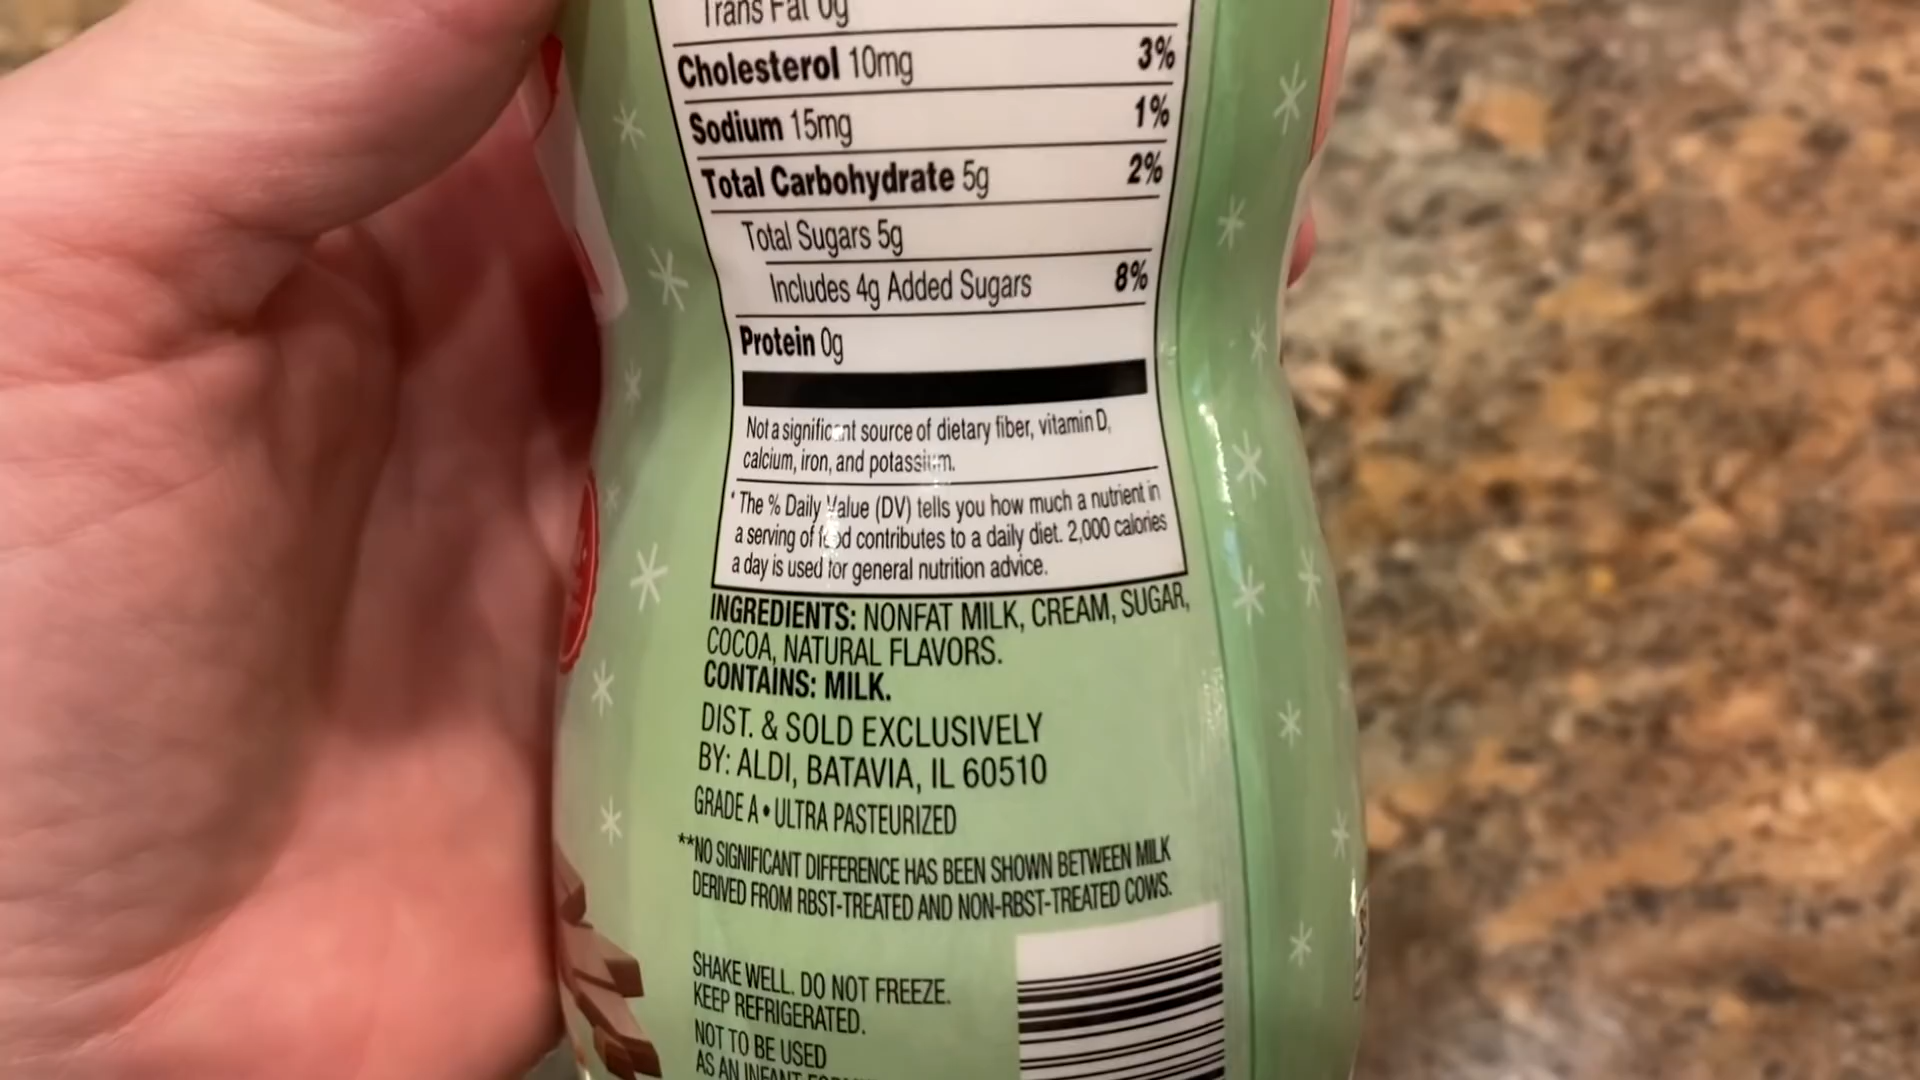 Trans Fat 0g
Cholesterol 10mg 3%
Sodium 15mg 1%
Total Carbohydrate 5g 2%
Total Sugars 5g
Includes 4g Added Sugars 8%
Protein 0g
Not a significant source of dietary fiber, vitamin D,
calcium, iron, and potassium.
* The % Daily Value (DV) tells you how much a nutrient in
a serving of food contributes to a daily diet. 2,000 calories
a day is used for general nutrition advice.
INGREDIENTS: NONFAT MILK, CREAM, SUGAR,
COCOA, NATURAL FLAVORS.
CONTAINS: MILK.
DIST. & SOLD EXCLUSIVELY
BY: ALDI, BATAVIA, IL 60510
GRADE A • ULTRA PASTEURIZED
**NO SIGNIFICANT DIFFERENCE HAS BEEN SHOWN BETWEEN MILK
DERIVED FROM RBST-TREATED AND NON-RBST-TREATED COWS.
SHAKE WELL. DO NOT FREEZE.
KEEP REFRIGERATED.
NOT TO BE USED
AS AN INFANT